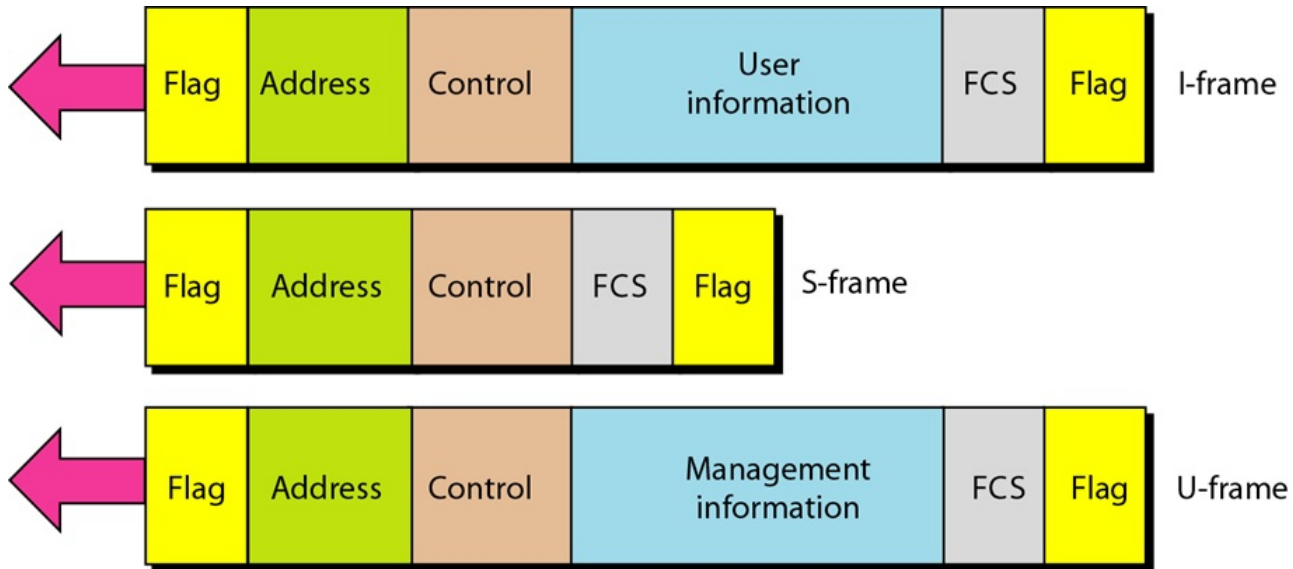 Flag Address Control User information FCS Flag I-frame
Flag Address Control FCS Flag S-frame
Flag Address Control Management information FCS Flag U-frame